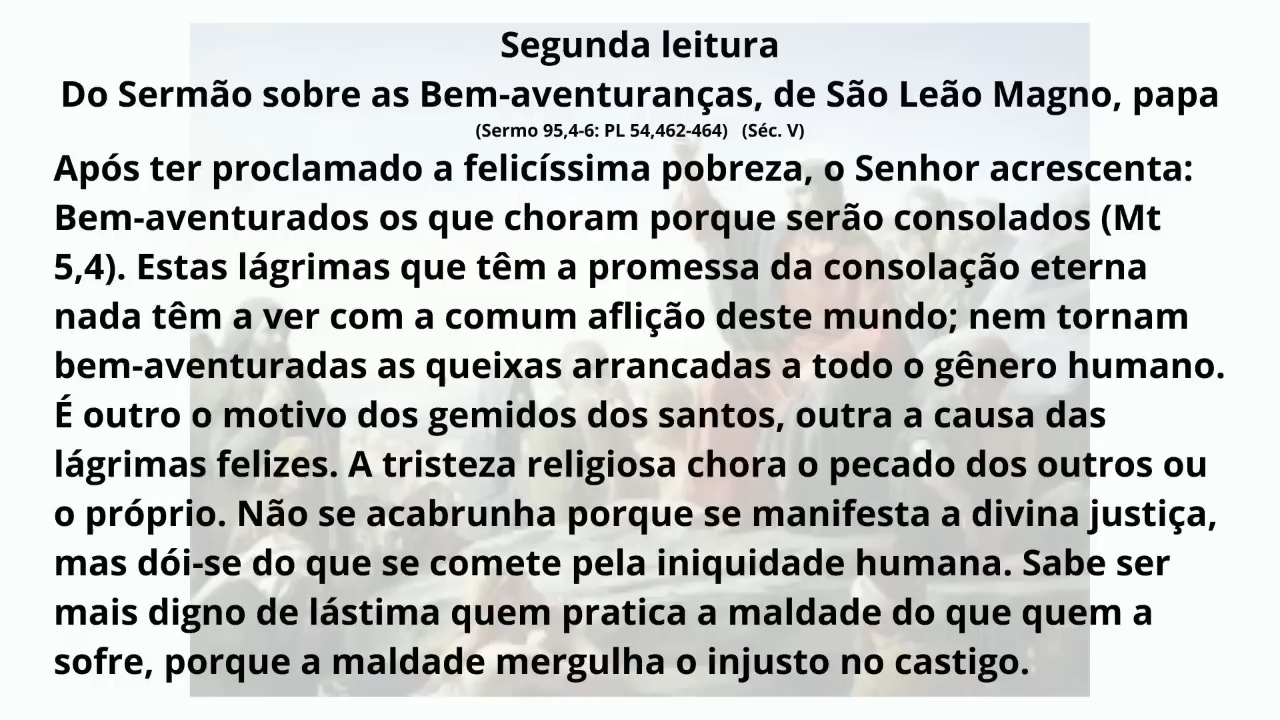 Segunda leitura
Do Sermão sobre as Bem-aventuranças, de São Leão Magno, papa
(Sermo 95,4-6: PL 54,462-464) (Séc. V)
Após ter proclamado a felicíssima pobreza, o Senhor acrescenta:
Bem-aventurados os que choram porque serão consolados (Mt
5,4). Estas lágrimas que têm a promessa da consolação eterna
nada têm a ver com a comum aflição deste mundo; nem tornam
bem-aventuradas as queixas arrancadas a todo o gênero humano.
É outro o motivo dos gemidos dos santos, outra a causa das
lágrimas felizes. A tristeza religiosa chora o pecado dos outros ou
o próprio. Não se acabrunha porque se manifesta a divina justiça,
mas dói-se do que se comete pela iniquidade humana. Sabe ser
mais digno de lástima quem pratica a maldade do que quem a
sofre, porque a maldade mergulha o injusto no castigo.